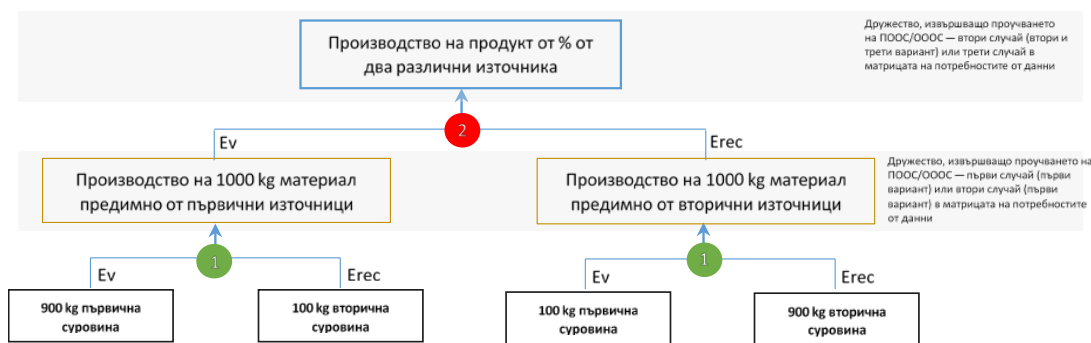 Производство на продукт от % от
два различни източника
Дружество, извършващо проучването
на ПООС/ОООС — втори случай (втори и
трети вариант) или трети случай в
матрицата на потребностите от данни
2
Ev
Erec
Производство на 1000 kg материал
предимно от първични източници
Производство на 1000 kg материал
предимно от вторични източници
Дружество, извършващо проучването на
ПООС/ОООС — първи случай (първи
вариант) или втори случай (първи
вариант) в матрицата на потребностите
от данни
1
Ev
Erec
1
Ev
Erec
900 kg първична
суровина
100 kg вторична
суровина
100 kg първична
суровина
900 kg вторична
суровина